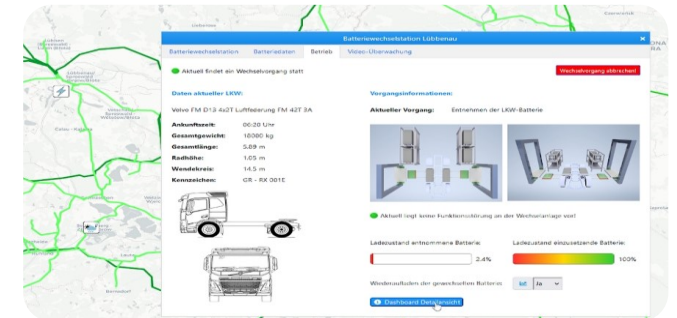 Batteriewechselstation Lübbenau
Batteriewechselstation Batteriedaten Betrieb Video-Überwachung
Aktuell findet ein Wechselvorgang statt
Wechselvorgang abbrechen!
Daten aktueller LKW:
Vorgangsinformationen:
Volvo FM D13 4x2T Luftfederung FM 42T 3A
Aktueller Vorgang: Entnehmen der LKW-Batterie
Ankunftszeit: 06:20 Uhr
Gesamtgewicht: 18000 kg
Gesamtlänge: 5.89 m
Radhöhe: 1.05 m
Wendekreis: 14.5 m
Kennzeichen: GR - RX 001E
Aktuell liegt keine Funktionsstörung an der Wechselanlage vor!
Ladezustand entnommene Batterie:
Ladezustand einzusetzende Batterie:
2.4%
100%
Wiederaufladen der gewechselten Batterie:
Ja
Dashboard Detailansicht